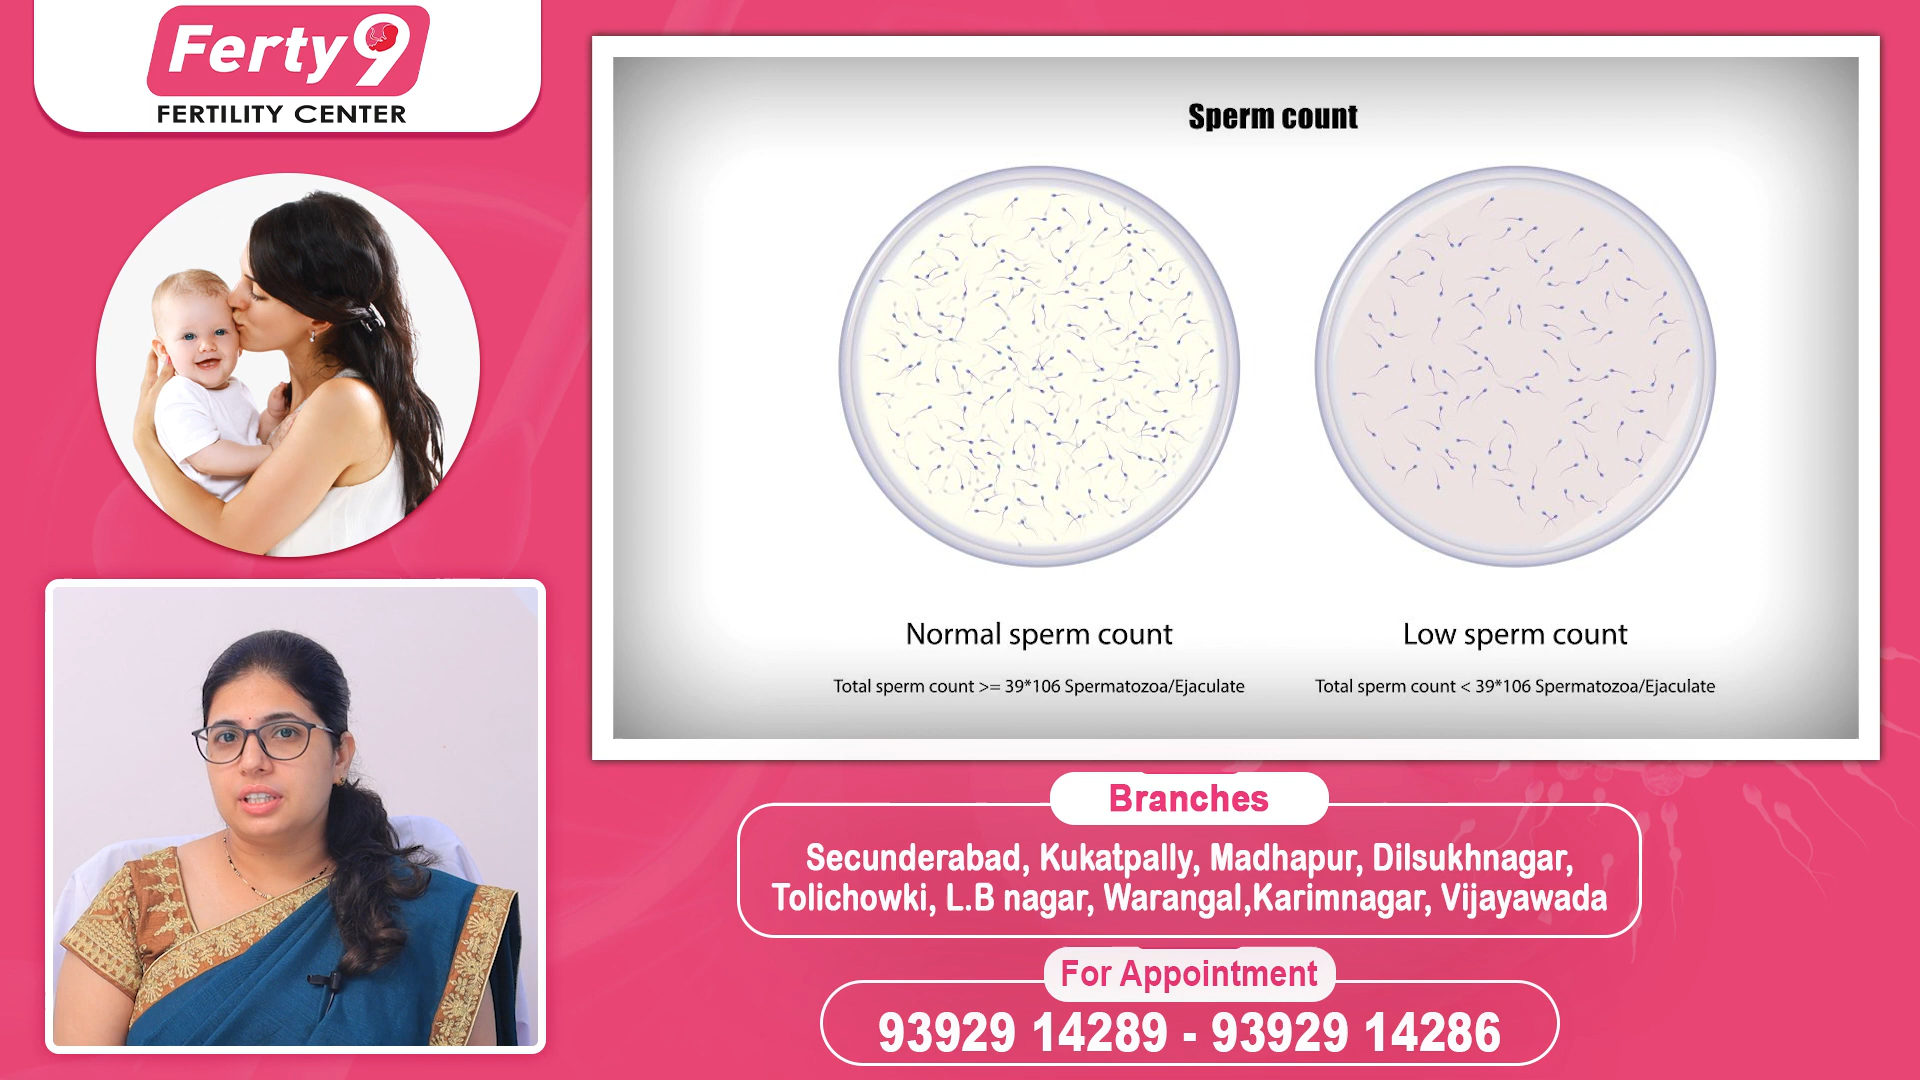 Ferty9
FERTILITY CENTER
Sperm count
Normal sperm count
Total sperm count >= 39*106 Spermatozoa/Ejaculate
Low sperm count
Total sperm count < 39*106 Spermatozoa/Ejaculate
Branches
Secunderabad, Kukatpally, Madhapur, Dilsukhnagar,
Tolichowki, L.B nagar, Warangal,Karimnagar, Vijayawada
For Appointment
93929 14289 - 93929 14286